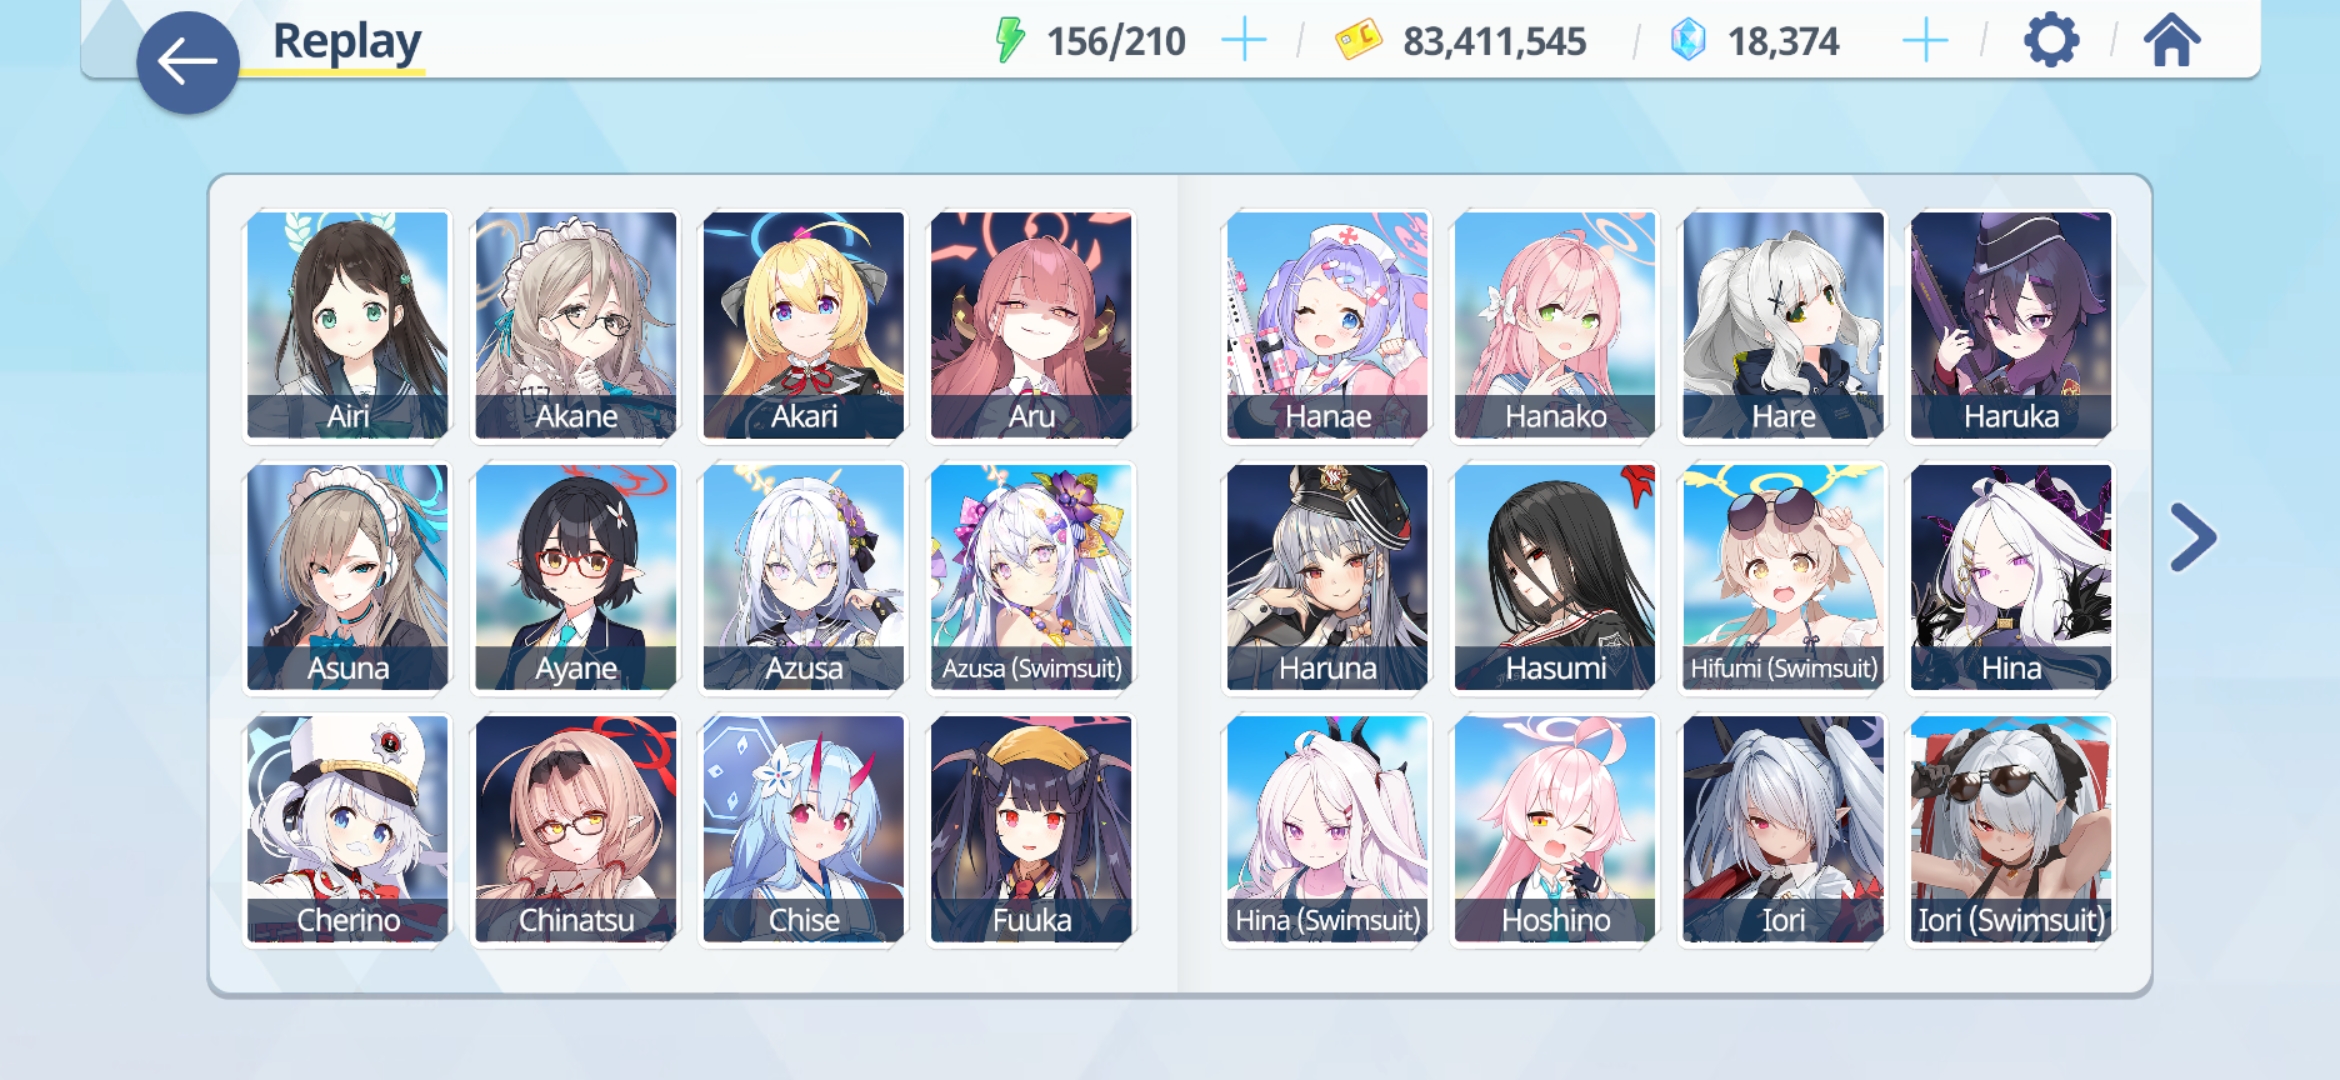 Replay
156/210
83,411,545
18,374
Airi
Akane
Akari
Aru
Asuna
Ayane
Azusa
Azusa (Swimsuit)
Cherino
Chinatsu
Chise
Fuuka
Hanae
Hanako
Hare
Haruka
Haruna
Hasumi
Hifumi (Swimsuit)
Hina
Hina (Swimsuit)
Hoshino
Iori
Iori (Swimsuit)